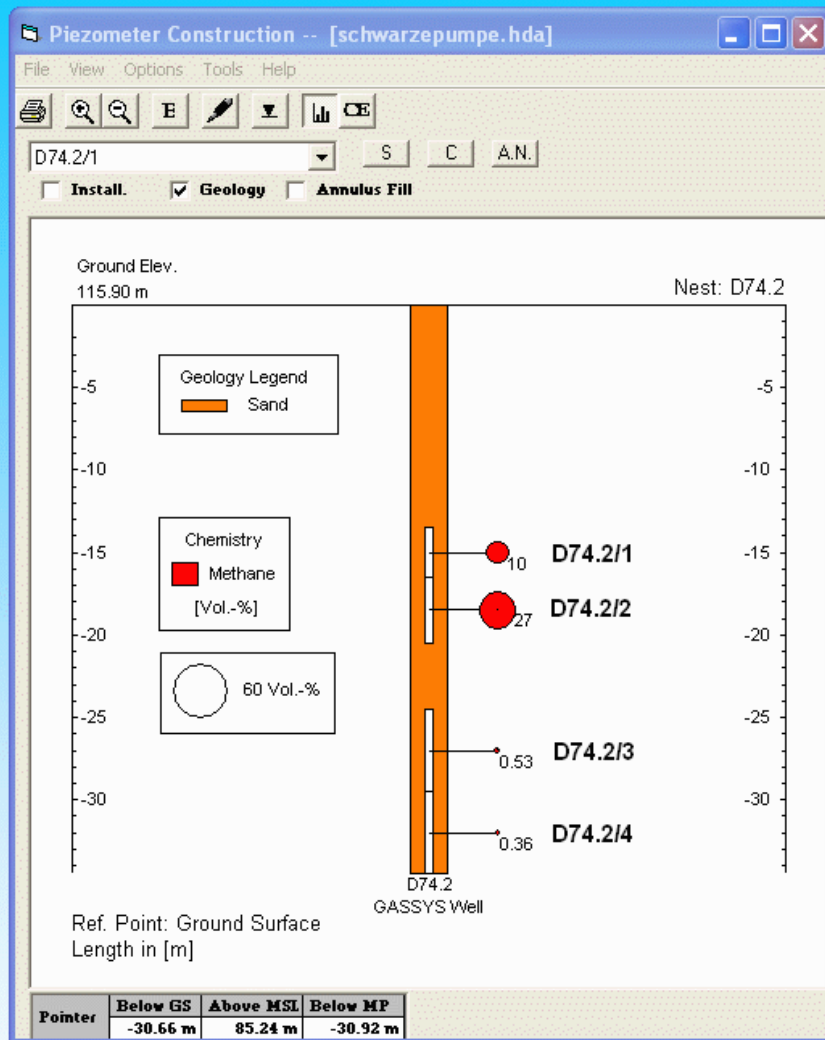 Piezometer Construction -- [schwarzepumpe.hda]
File View Options Tools Help
E Œ
D74.2/1 S C A.N.
Install. Geology Annulus Fill
Ground Elev.
115.90 m
Nest: D74.2
Geology Legend
Sand
-5 -5
-10 -10
Chemistry
Methane
[Vol.-%]
-15 10 D74.2/1 -15
27 D74.2/2
-20 -20
60 Vol.-%
-25 -25
0.53 D74.2/3
-30 -30
0.36 D74.2/4
D74.2
GASSYS Well
Ref. Point: Ground Surface
Length in [m]
Pointer Below GS Above MSL Below MP
-30.66 m 85.24 m -30.92 m